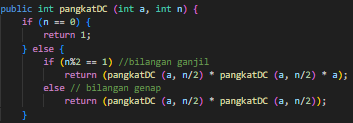 public int pangkatDC (int a, int n) {
if (n == 0) {
return 1;
} else {
if (n%2 == 1) //bilangan ganjil
return (pangkatDC (a, n/2) * pangkatDC (a, n/2) * a);
else // bilangan genap
return (pangkatDC (a, n/2) * pangkatDC (a, n/2));
}